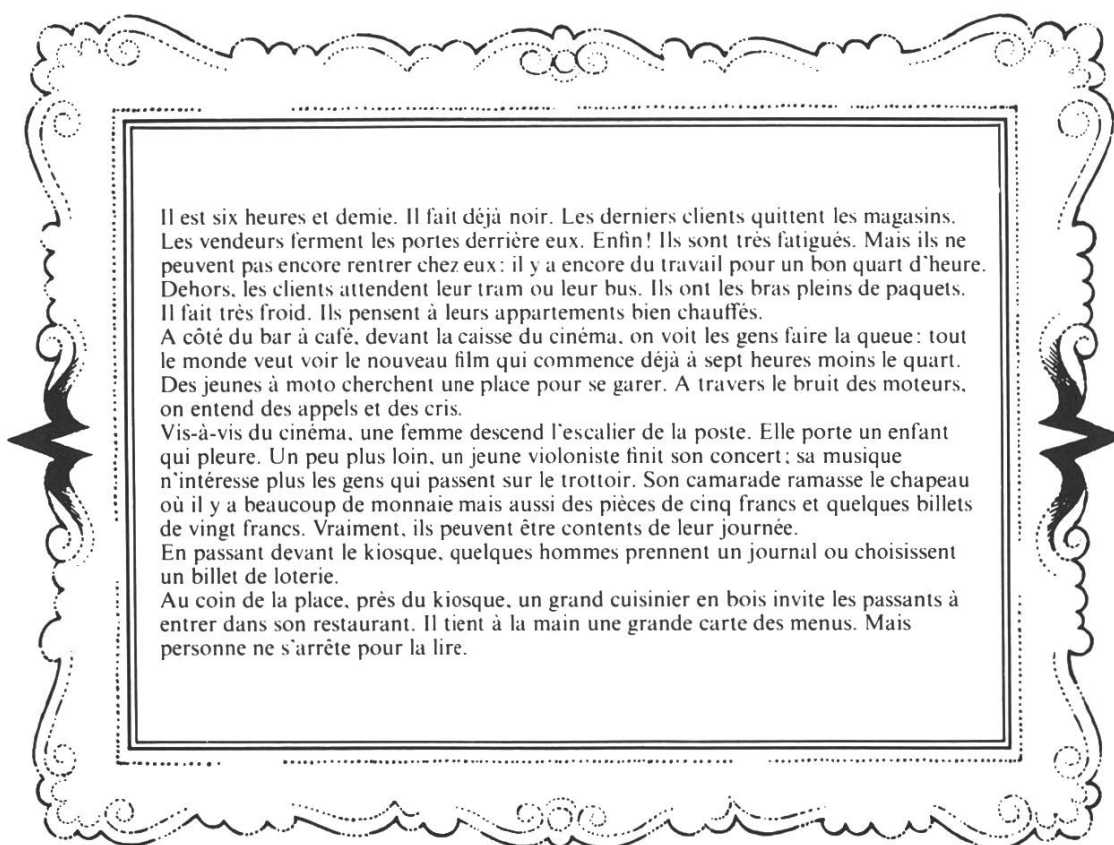 Il est six heures et demie. Il fait déjà noir. Les derniers clients quittent les magasins.
Les vendeurs ferment les portes derrière eux. Enfin! Ils sont très fatigués. Mais ils ne
peuvent pas encore rentrer chez eux: il y a encore du travail pour un bon quart d'heure.
Dehors, les clients attendent leur tram ou leur bus. Ils ont les bras pleins de paquets.
Il fait très froid. Ils pensent à leurs appartements bien chauffés.
A côté du bar à café, devant la caisse du cinéma, on voit les gens faire la queue: tout
le monde veut voir le nouveau film qui commence déjà à sept heures moins le quart.
Des jeunes à moto cherchent une place pour se garer. A travers le bruit des moteurs,
on entend des appels et des cris.
Vis-à-vis du cinéma, une femme descend l'escalier de la poste. Elle porte un enfant
qui pleure. Un peu plus loin, un jeune violoniste finit son concert; sa musique
n'intéresse plus les gens qui passent sur le trottoir. Son camarade ramasse le chapeau
où il y a beaucoup de monnaie mais aussi des pièces de cinq francs et quelques billets
de vingt francs. Vraiment, ils peuvent être contents de leur journée.
En passant devant le kiosque, quelques hommes prennent un journal ou choisissent
un billet de loterie.
Au coin de la place, près du kiosque, un grand cuisinier en bois invite les passants à
entrer dans son restaurant. Il tient à la main une grande carte des menus. Mais
personne ne s'arrête pour la lire.